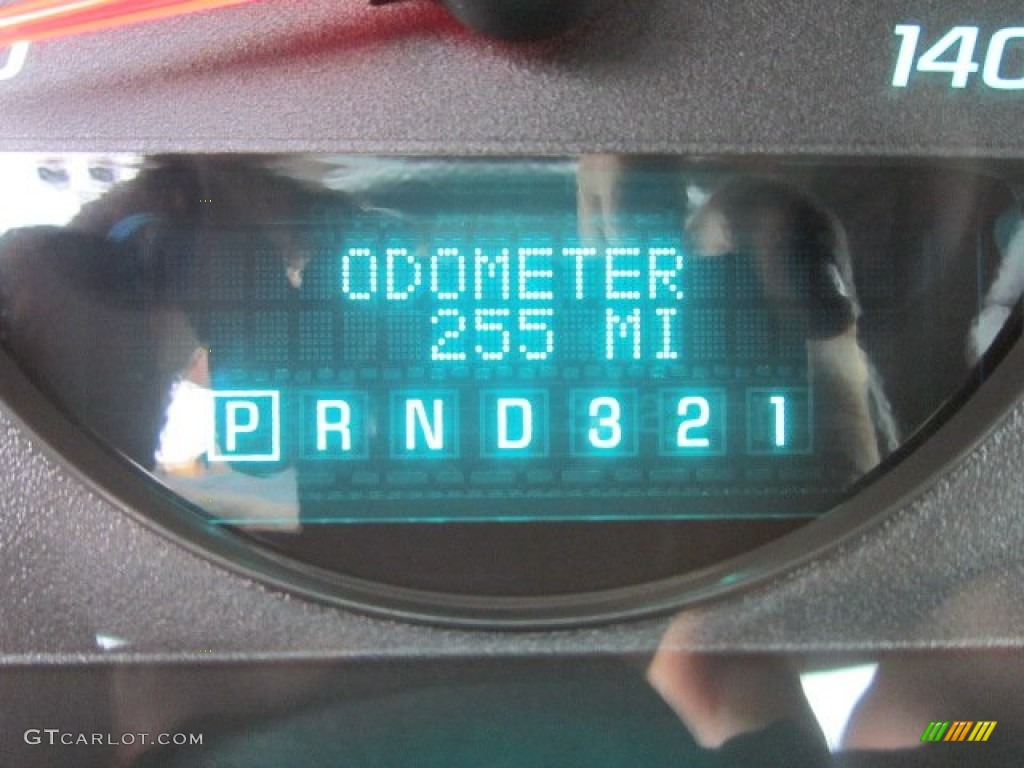 140
ODOMETER
255 MI
P R N D 3 2 1
GTCARLOT.COM